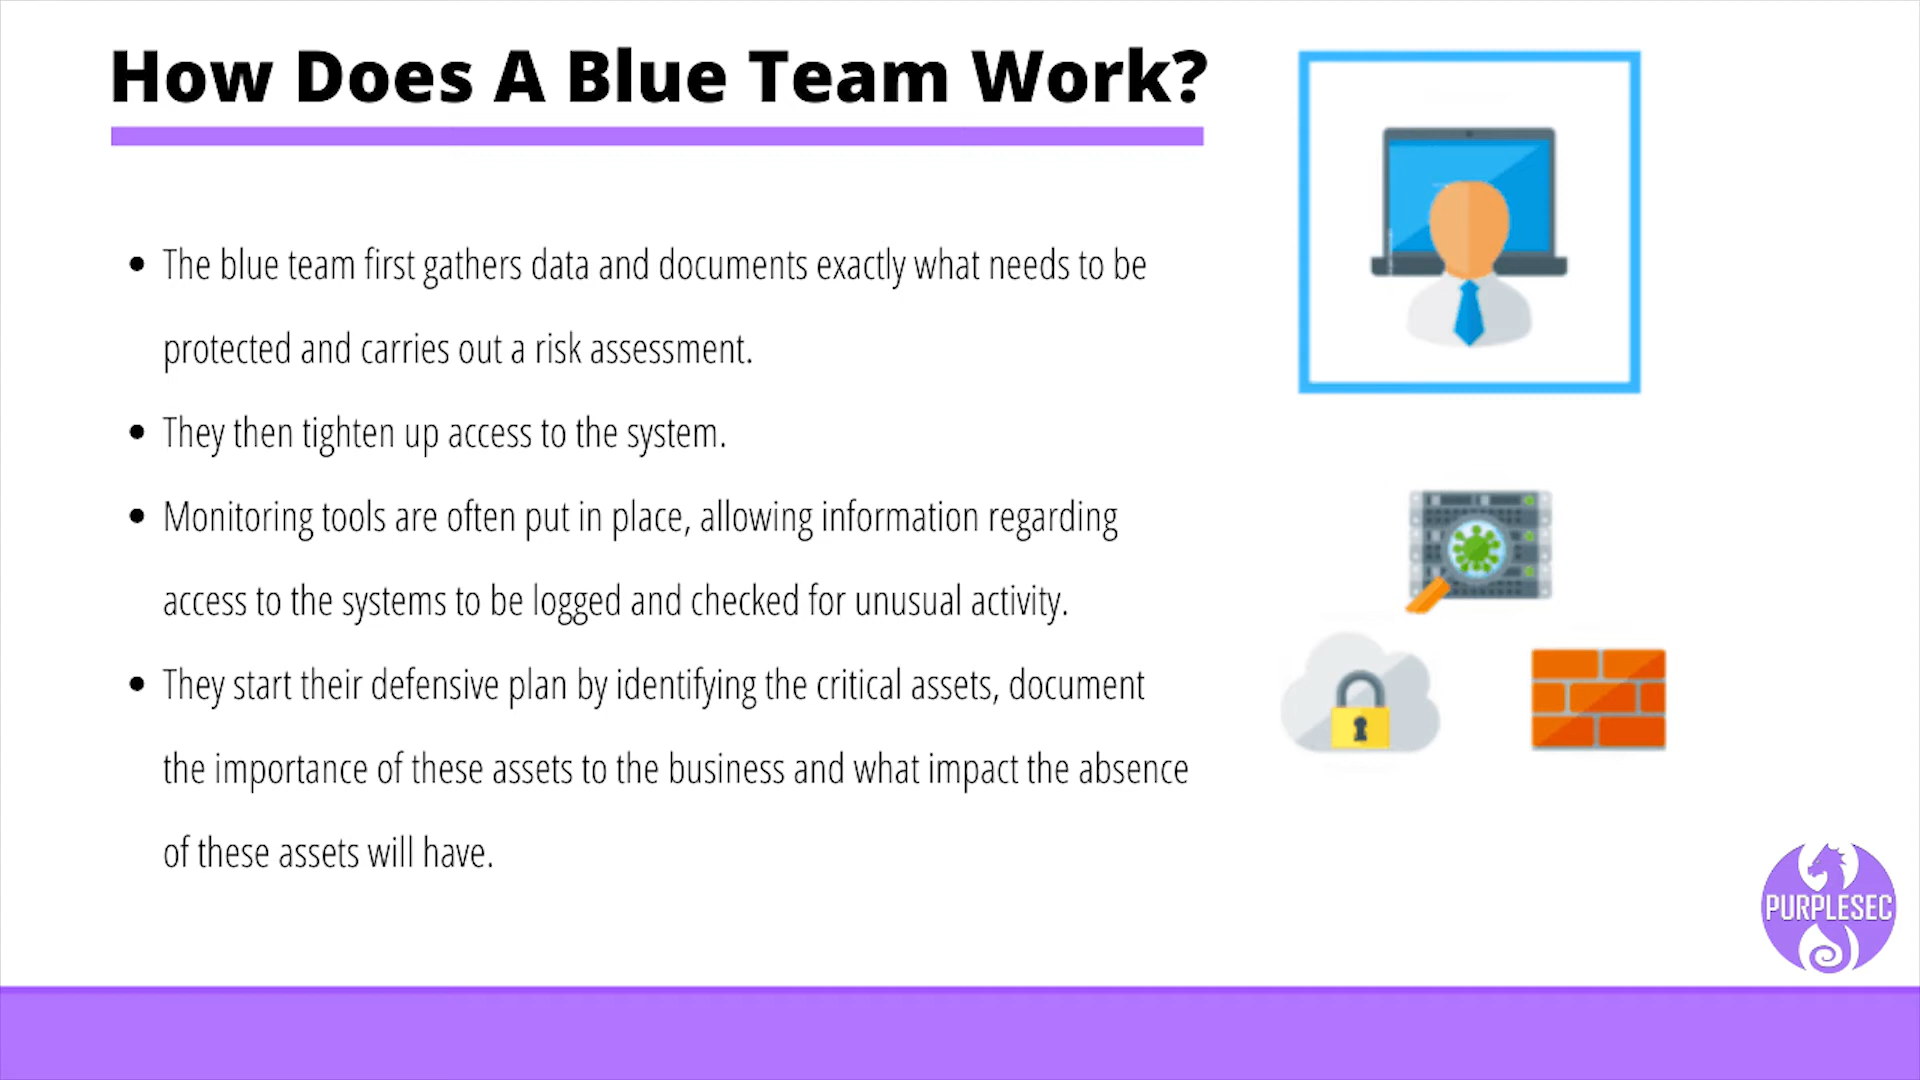 How Does A Blue Team Work?
• The blue team first gathers data and documents exactly what needs to be
protected and carries out a risk assessment.
• They then tighten up access to the system.
• Monitoring tools are often put in place, allowing information regarding
access to the systems to be logged and checked for unusual activity.
• They start their defensive plan by identifying the critical assets, document
the importance of these assets to the business and what impact the absence
of these assets will have.
PURPLESEC